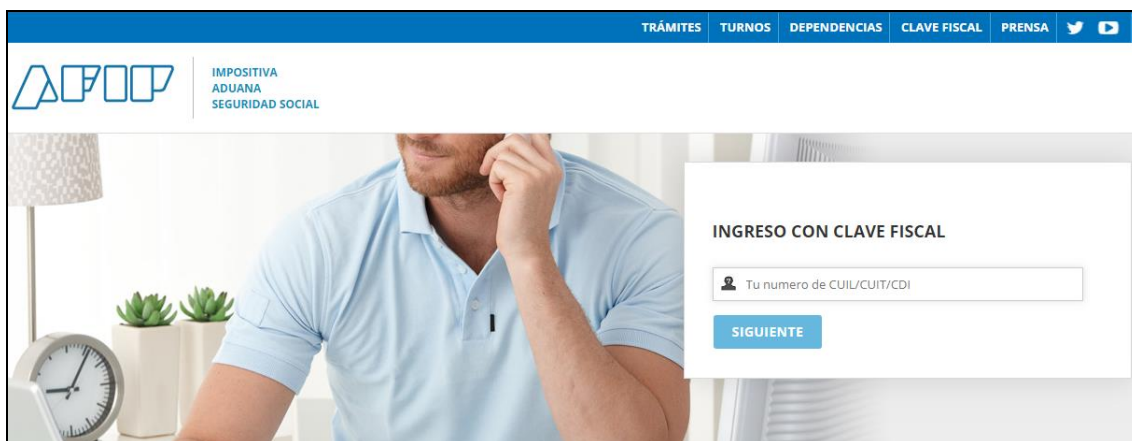 TRÁMITES TURNOS DEPENDENCIAS CLAVE FISCAL PRENSA
AFIP
IMPOSITIVA
ADUANA
SEGURIDAD SOCIAL
INGRESO CON CLAVE FISCAL
Tu numero de CUIL/CUIT/CDI
SIGUIENTE